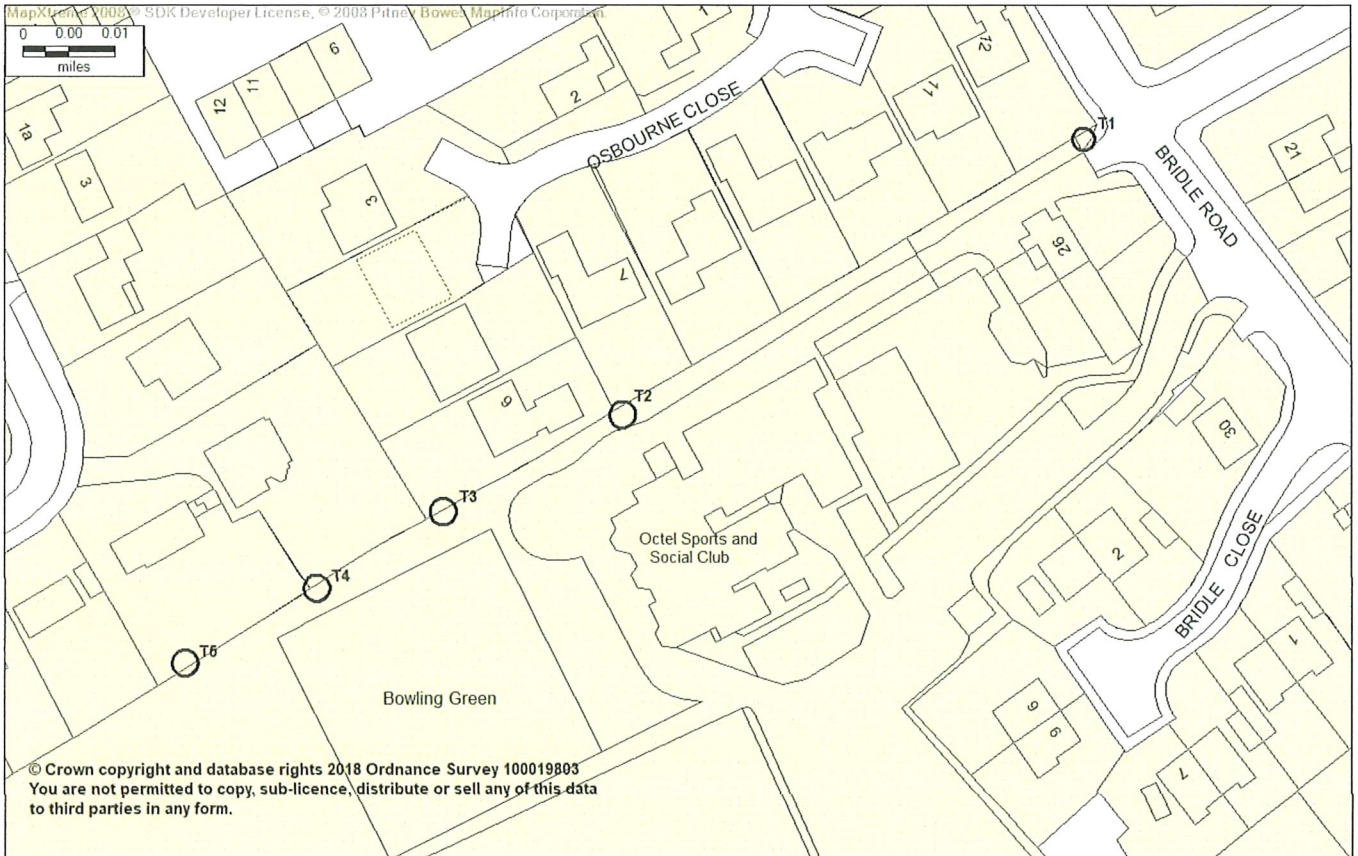 MapXtreme 2008 ® SDK Developer License, © 2008 Pitney Bowes MapInfo Corporation.
0 0.00 0.01
miles
6
11
12
2
1
12
11
T1
1a
3
3
OSBOURNE CLOSE
BRIDLE ROAD
21
26
7
T2
9
T3
30
Octel Sports and
Social Club
T4
2
BRIDLE CLOSE
T5
1
Bowling Green
9
9
7
© Crown copyright and database rights 2018 Ordnance Survey 100019803
You are not permitted to copy, sub-licence, distribute or sell any of this data
to third parties in any form.